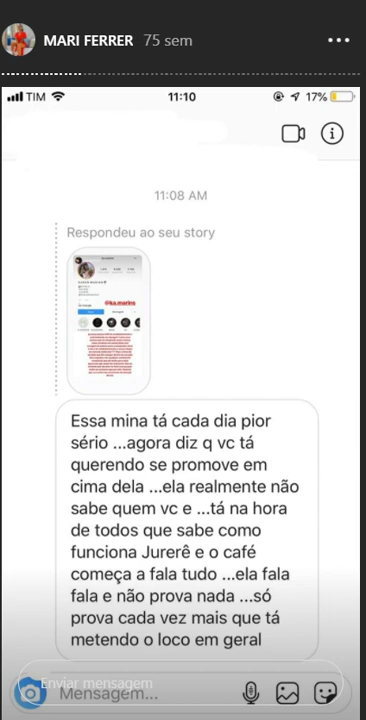 MARI FERRER 75 sem
TIM 11:10 17%
11:08 AM
Respondeu ao seu story
@ka.marins
Essa mina tá cada dia pior
sério ...agora diz q vc tá
querendo se promove em
cima dela ...ela realmente não
sabe quem vc e ...tá na hora
de todos que sabe como
funciona Jurerê e o café
começa a fala tudo ...ela fala
fala e não prova nada ...só
prova cada vez mais que tá
metendo o loco em geral
Enviar mensagem
Mensagem...